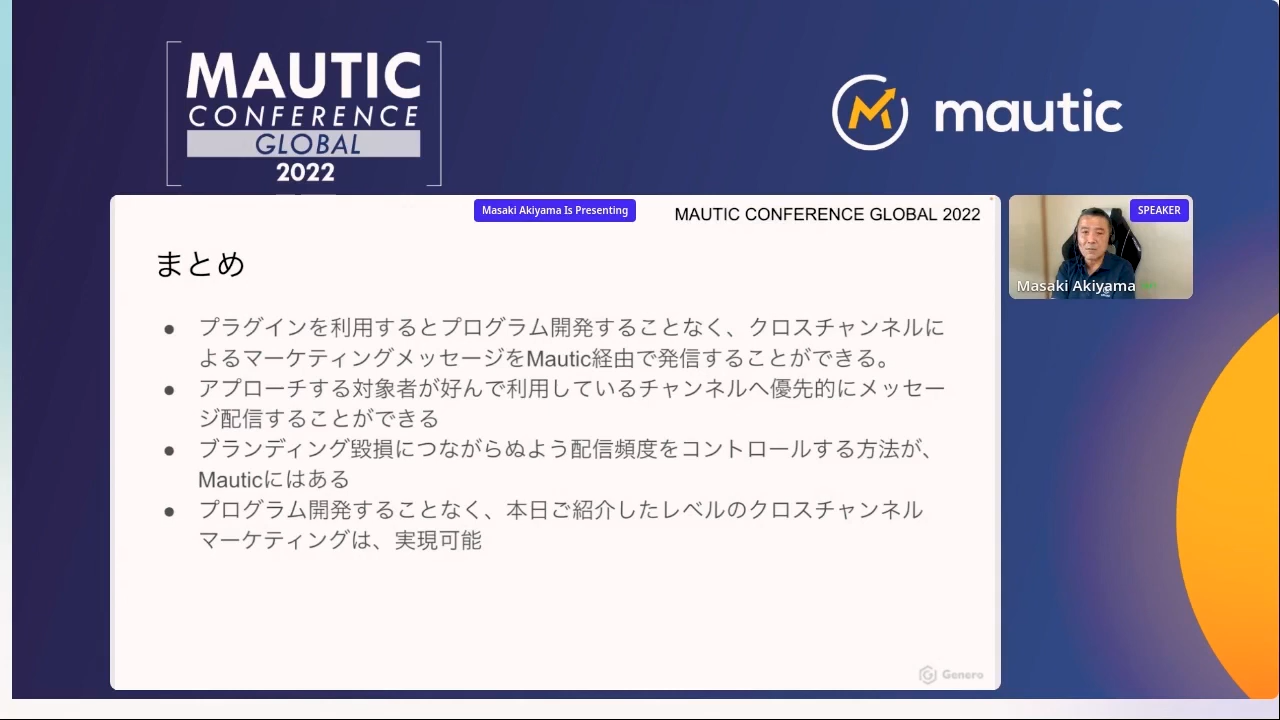 MAUTIC
CONFERENCE
GLOBAL
2022
mautic
Masaki Akiyama Is Presenting
MAUTIC CONFERENCE GLOBAL 2022
SPEAKER
Masaki Akiyama
まとめ
● プラグインを利用するとプログラム開発することなく、クロスチャンネルに
よるマーケティングメッセージをMautic経由で発信することができる。
● アプローチする対象者が好んで利用しているチャンネルへ優先的にメッセー
ジ配信することができる
● ブランディング毀損につながらぬよう配信頻度をコントロールする方法が、
Mauticにはある
● プログラム開発することなく、本日ご紹介したレベルのクロスチャンネル
マーケティングは、実現可能
Genero